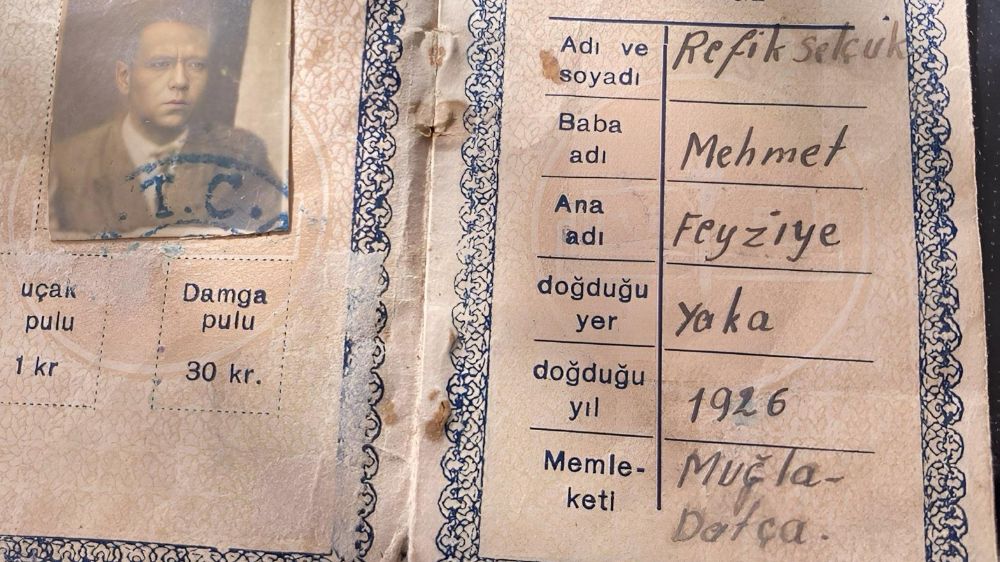 T.C.
uçak
pulu
1 kr
Damga
pulu
30 kr.
Adı ve
soyadı
Refik Selçuk
Baba
adı
Mehmet
Ana
adı
Feyziye
doğduğu
yer
Yaka
doğduğu
yıl
1926
Memle-
keti
Muğla-
Datça.